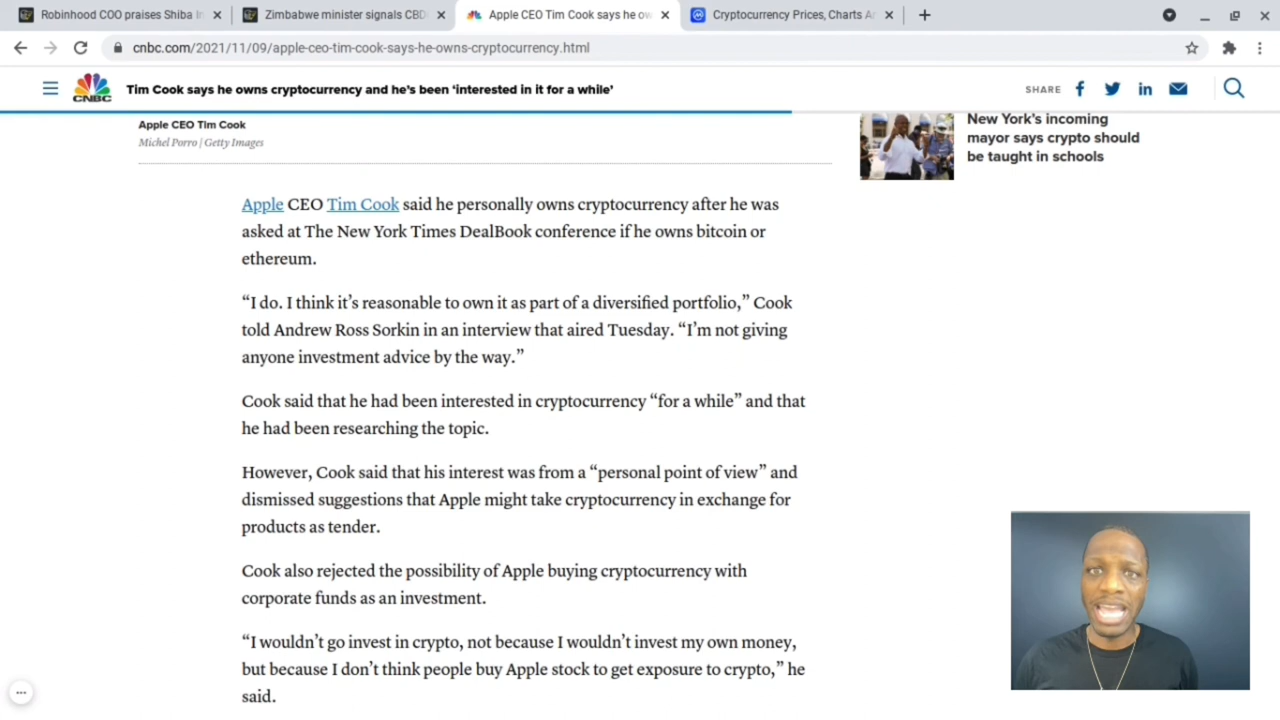 Robinhood COO praises Shiba In
Zimbabwe minister signals CBD
Apple CEO Tim Cook says he ow
Cryptocurrency Prices, Charts A
cnbc.com/2021/11/09/apple-ceo-tim-cook-says-he-owns-cryptocurrency.html
CNBC
Tim Cook says he owns cryptocurrency and he’s been ‘interested in it for a while’
SHARE
Apple CEO Tim Cook
Michel Porro | Getty Images
New York’s incoming
mayor says crypto should
be taught in schools
Apple CEO Tim Cook said he personally owns cryptocurrency after he was
asked at The New York Times DealBook conference if he owns bitcoin or
ethereum.
“I do. I think it’s reasonable to own it as part of a diversified portfolio,” Cook
told Andrew Ross Sorkin in an interview that aired Tuesday. “I’m not giving
anyone investment advice by the way.”
Cook said that he had been interested in cryptocurrency “for a while” and that
he had been researching the topic.
However, Cook said that his interest was from a “personal point of view” and
dismissed suggestions that Apple might take cryptocurrency in exchange for
products as tender.
Cook also rejected the possibility of Apple buying cryptocurrency with
corporate funds as an investment.
“I wouldn’t go invest in crypto, not because I wouldn’t invest my own money,
but because I don’t think people buy Apple stock to get exposure to crypto,” he
said.